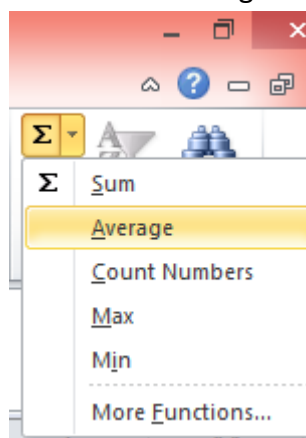 Σ
Σ Sum
Average
Count Numbers
Max
Min
More Functions...